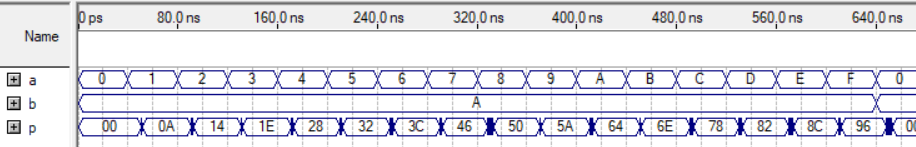 0 ps 80.0 ns 160.0 ns 240.0 ns 320.0 ns 400.0 ns 480.0 ns 560.0 ns 640.0 ns
Name
a 0 1 2 3 4 5 6 7 8 9 A B C D E F 0
b A
p 00 0A 14 1E 28 32 3C 46 50 5A 64 6E 78 82 8C 96 00